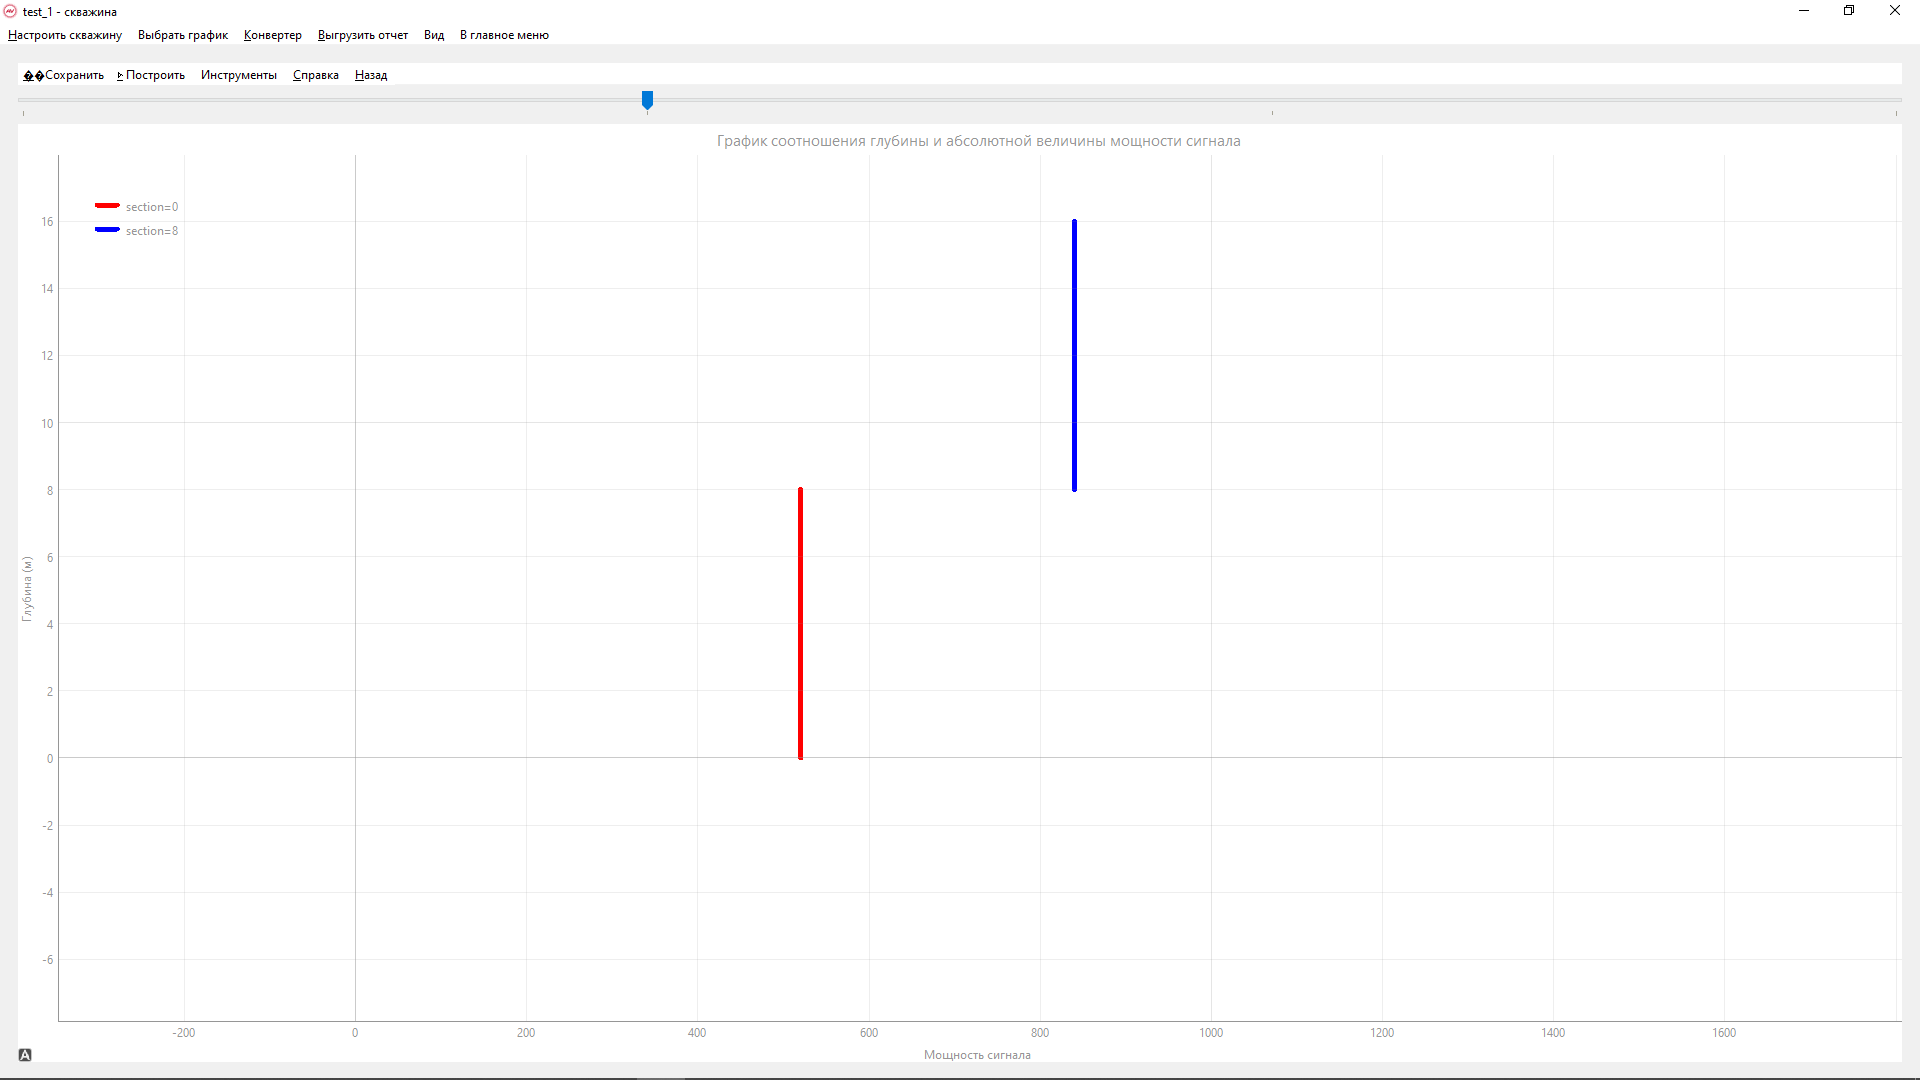 test_1 - скважина
Настроить скважину Выбрать график Конвертер Выгрузить отчет Вид В главное меню
��Сохранить Построить Инструменты Справка Назад
График соотношения глубины и абсолютной величины мощности сигнала
section=0
section=8
16
14
12
10
8
6
4
2
0
-2
-4
-6
Глубина (м)
-200 0 200 400 600 800 1000 1200 1400 1600
Мощность сигнала
A